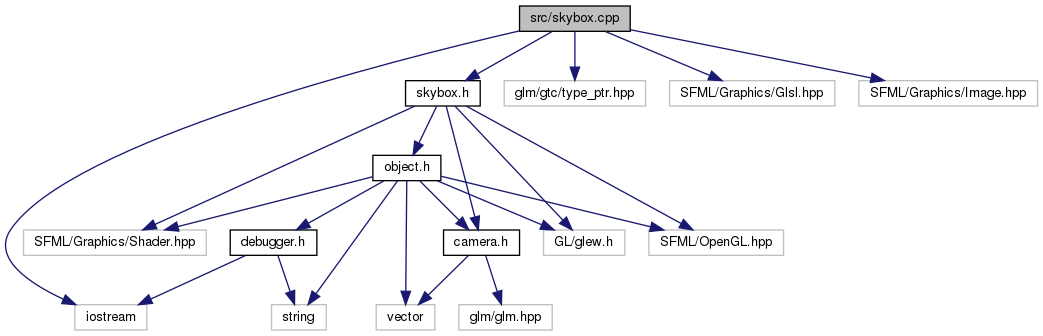 src/skybox.cpp
skybox.h
glm/gtc/type_ptr.hpp
SFML/Graphics/Glsl.hpp
SFML/Graphics/Image.hpp
object.h
SFML/Graphics/Shader.hpp
debugger.h
camera.h
GL/glew.h
SFML/OpenGL.hpp
iostream
string
vector
glm/glm.hpp